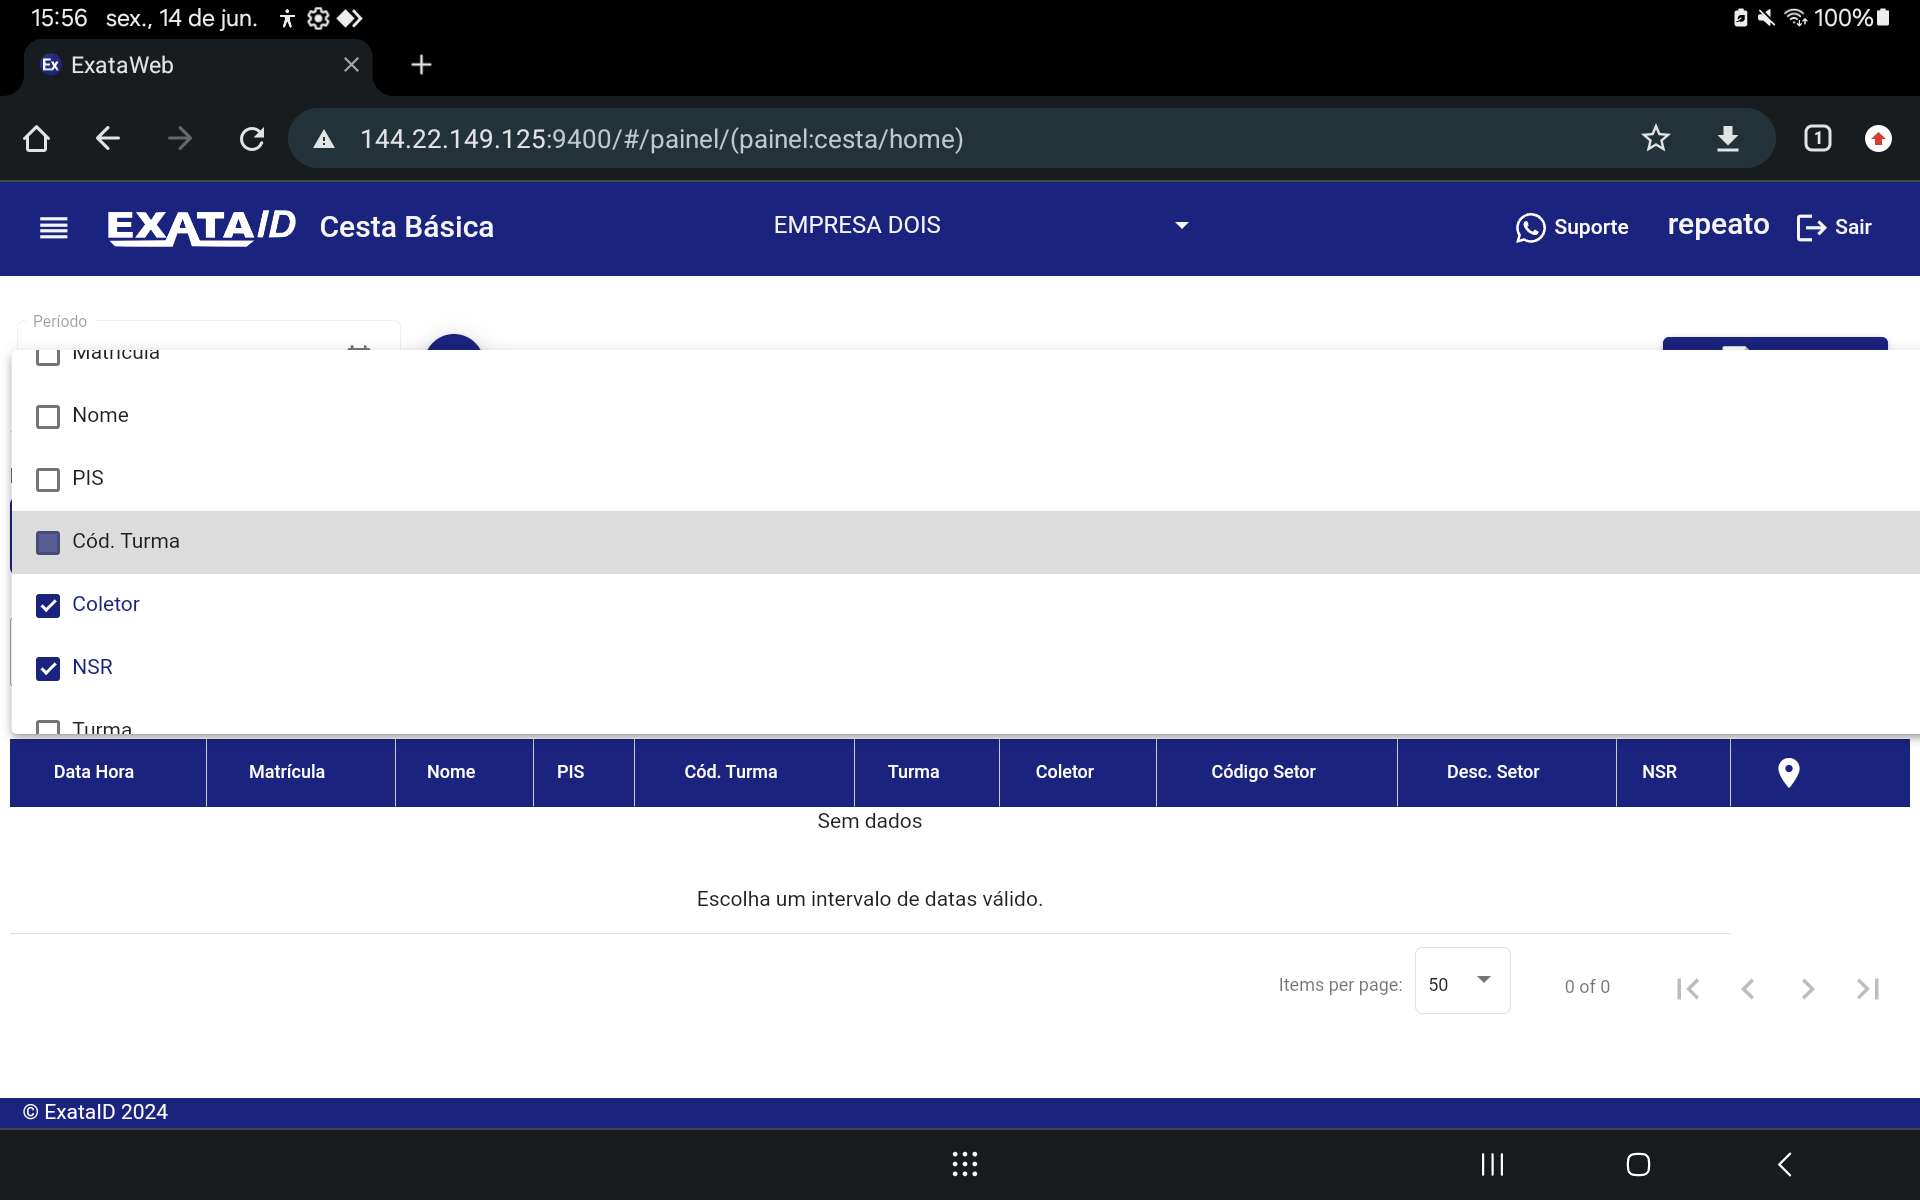 15:56 sex., 14 de jun.
100%
Ex ExataWeb
144.22.149.125:9400/#/painel/(painel:cesta/home)
1
EXATAID Cesta Básica
EMPRESA DOIS
Suporte
repeato
Sair
Período
Matrícula
Nome
PIS
Cód. Turma
Coletor
NSR
Turma
Data Hora Matrícula Nome PIS Cód. Turma Turma Coletor Código Setor Desc. Setor NSR
Sem dados
Escolha um intervalo de datas válido.
Items per page: 50 0 of 0
© ExataID 2024